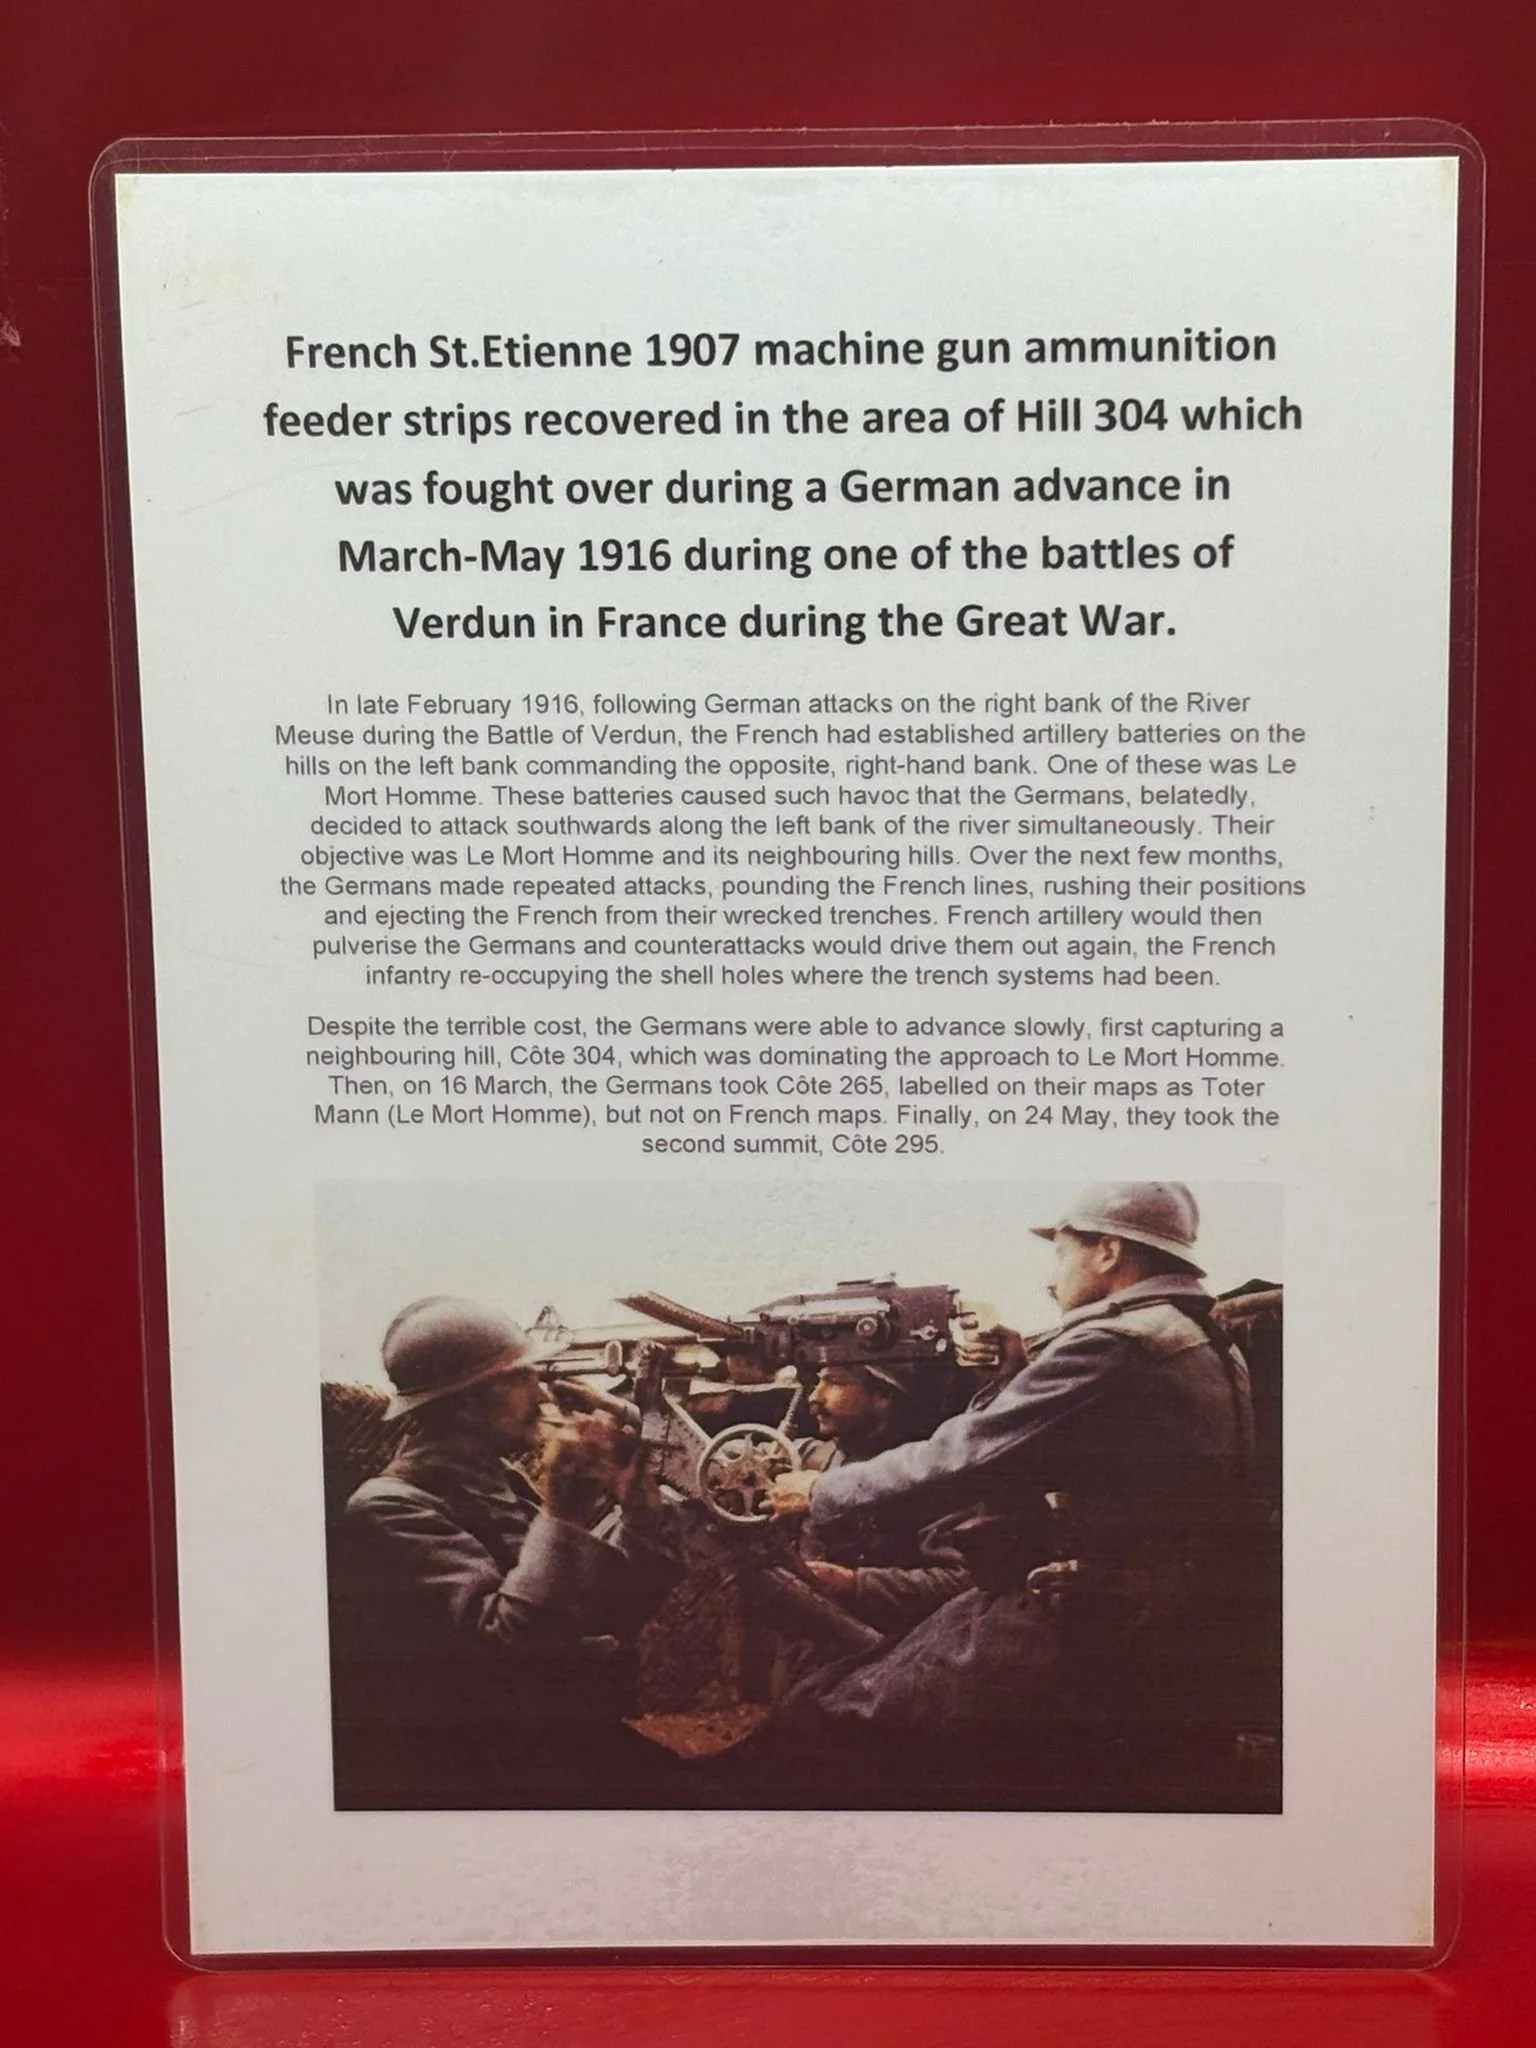 French St.Etienne 1907 machine gun ammunition
feeder strips recovered in the area of Hill 304 which
was fought over during a German advance in
March-May 1916 during one of the battles of
Verdun in France during the Great War.
In late February 1916, following German attacks on the right bank of the River
Meuse during the Battle of Verdun, the French had established artillery batteries on the
hills on the left bank commanding the opposite, right-hand bank. One of these was Le
Mort Homme. These batteries caused such havoc that the Germans, belatedly,
decided to attack southwards along the left bank of the river simultaneously. Their
objective was Le Mort Homme and its neighbouring hills. Over the next few months,
the Germans made repeated attacks, pounding the French lines, rushing their positions
and ejecting the French from their wrecked trenches. French artillery would then
pulverise the Germans and counterattacks would drive them out again, the French
infantry re-occupying the shell holes where the trench systems had been.
Despite the terrible cost, the Germans were able to advance slowly, first capturing a
neighbouring hill, Côte 304, which was dominating the approach to Le Mort Homme.
Then, on 16 March, the Germans took Côte 265, labelled on their maps as Toter
Mann (Le Mort Homme), but not on French maps. Finally, on 24 May, they took the
second summit, Côte 295.